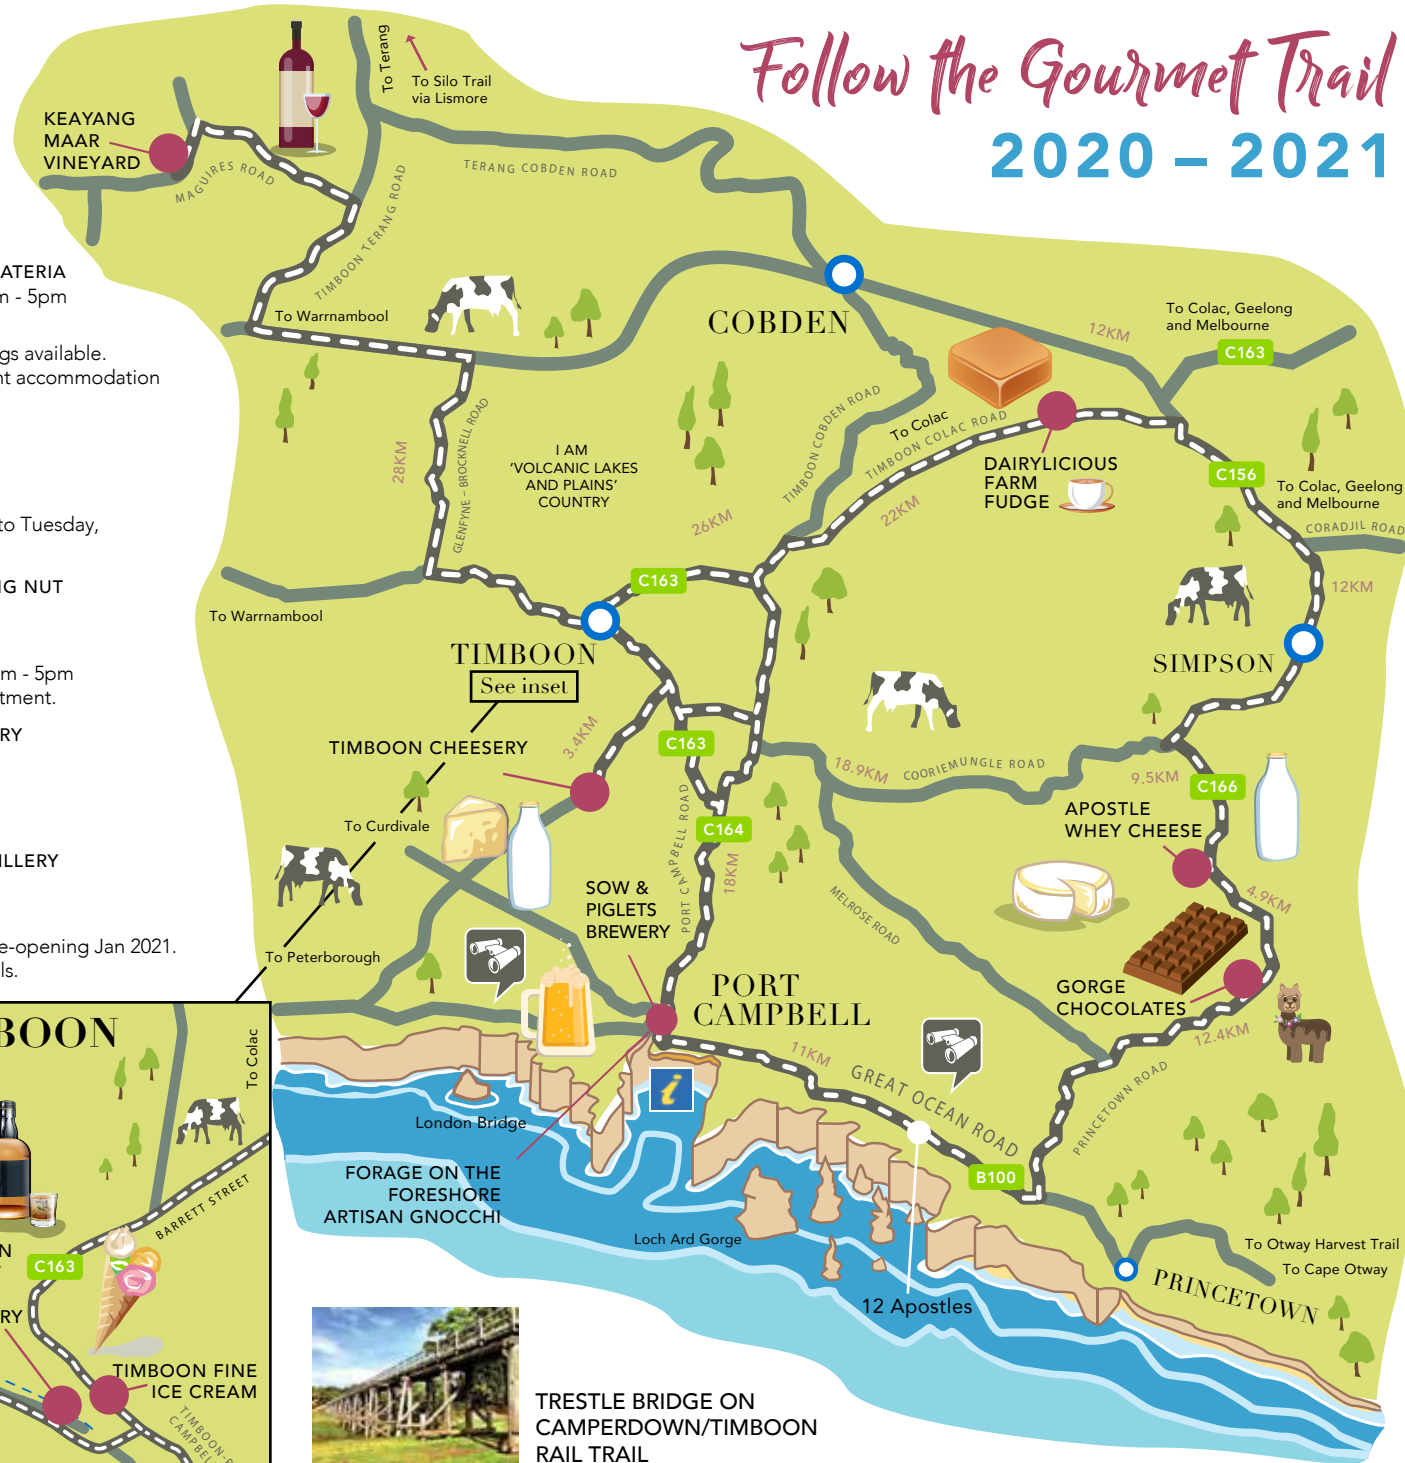 Follow the Gourmet Trail
2020 – 2021
To Terang
To Silo Trail
via Lismore
KEAYANG
MAAR
VINEYARD
MAGUIRES ROAD
TERANG COBDEN ROAD
TIMBOON TERANG ROAD
ATERIA
m - 5pm
To Warrnambool
COBDEN
12KM
To Colac, Geelong
and Melbourne
C163
gs available.
nt accommodation
GLENFYNE – BROCKNELL ROAD
28KM
I AM
‘VOLCANIC LAKES
AND PLAINS’
COUNTRY
TIMBOON COBDEN ROAD
To Colac
TIMBOON COLAC ROAD
DAIRYLICIOUS
FARM
FUDGE
C156
To Colac, Geelong
and Melbourne
CORADJIL ROAD
26KM
22KM
to Tuesday,
NG NUT
C163
12KM
To Warrnambool
TIMBOON
See inset
SIMPSON
m - 5pm
tment.
RY
TIMBOON CHEESERY
3.4KM
C163
18.9KM
COORIEMUNGLE ROAD
9.5KM
C166
APOSTLE
WHEY CHEESE
To Curdivale
PORT CAMPBELL ROAD
C164
18KM
ILLERY
SOW &
PIGLETS
BREWERY
MELROSE ROAD
4.9KM
e-opening Jan 2021.
ls.
To Peterborough
PORT
CAMPBELL
GORGE
CHOCOLATES
12.4KM
BOON
To Colac
11KM
GREAT OCEAN ROAD
PRINCETOWN ROAD
London Bridge
i
FORAGE ON THE
FORESHORE
ARTISAN GNOCCHI
B100
BARRETT STREET
Loch Ard Gorge
To Otway Harvest Trail
To Cape Otway
N
C163
PRINCETOWN
12 Apostles
RY
TIMBOON FINE
ICE CREAM
TIMBOON-P
CAMPBEL
TRESTLE BRIDGE ON
CAMPERDOWN/TIMBOON
RAIL TRAIL